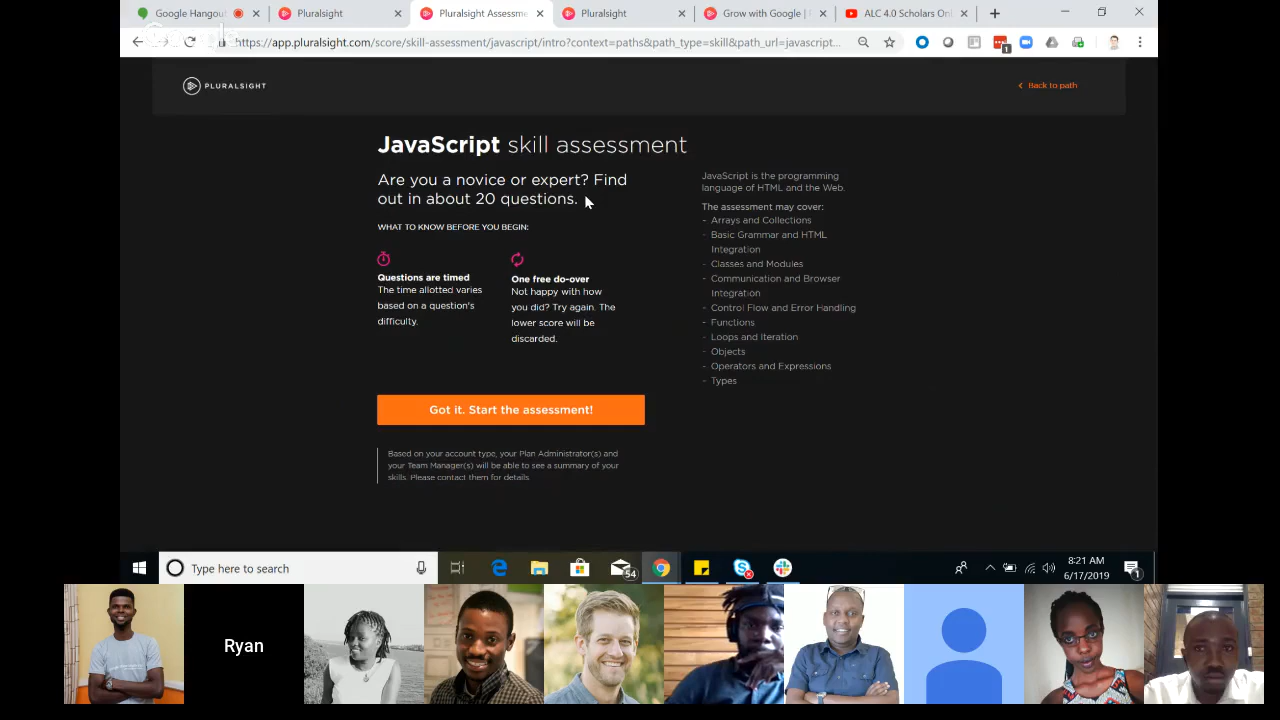 Google Hangout
Pluralsight
Pluralsight Assessme
Pluralsight
Grow with Google |
ALC 4.0 Scholars Onl
Google
https://app.pluralsight.com/score/skill-assessment/javascript/intro?context=paths&path_type=skill&path_url=javascript...
1
PLURALSIGHT
Back to path
JavaScript skill assessment
Are you a novice or expert? Find
out in about 20 questions.
WHAT TO KNOW BEFORE YOU BEGIN:
Questions are timed
The time allotted varies
based on a question's
difficulty.
One free do-over
Not happy with how
you did? Try again. The
lower score will be
discarded.
Got it. Start the assessment!
Based on your account type, your Plan Administrator(s) and
your Team Manager(s) will be able to see a summary of your
skills. Please contact them for details
JavaScript is the programming
language of HTML and the Web.
The assessment may cover:
- Arrays and Collections
- Basic Grammar and HTML
Integration
- Classes and Modules
- Communication and Browser
Integration
- Control Flow and Error Handling
- Functions
- Loops and Iteration
- Objects
- Operators and Expressions
- Types
Type here to search
54
8:21 AM
6/17/2019
1
Ryan